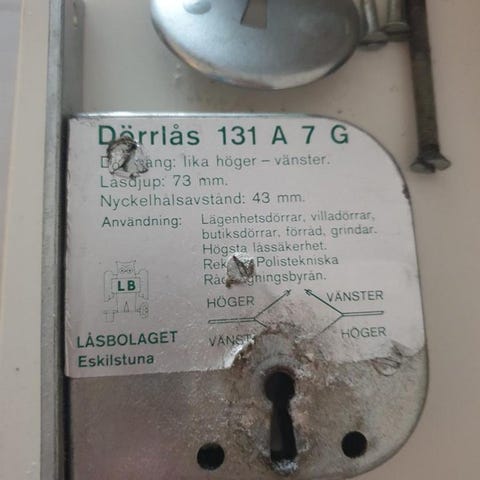 Dörrlås 131 A 7 G
lika höger – vänster.
Låsdjup: 73 mm.
Nyckelhålsavstånd: 43 mm.
Användning: Lägenhetsdörrar, villadörrar,
butiksdörrar, förråd, grindar.
Högsta låssäkerhet.
Polistekniska
LB
HÖGER VÄNSTER
LÅSBOLAGET HÖGER
Eskilstuna